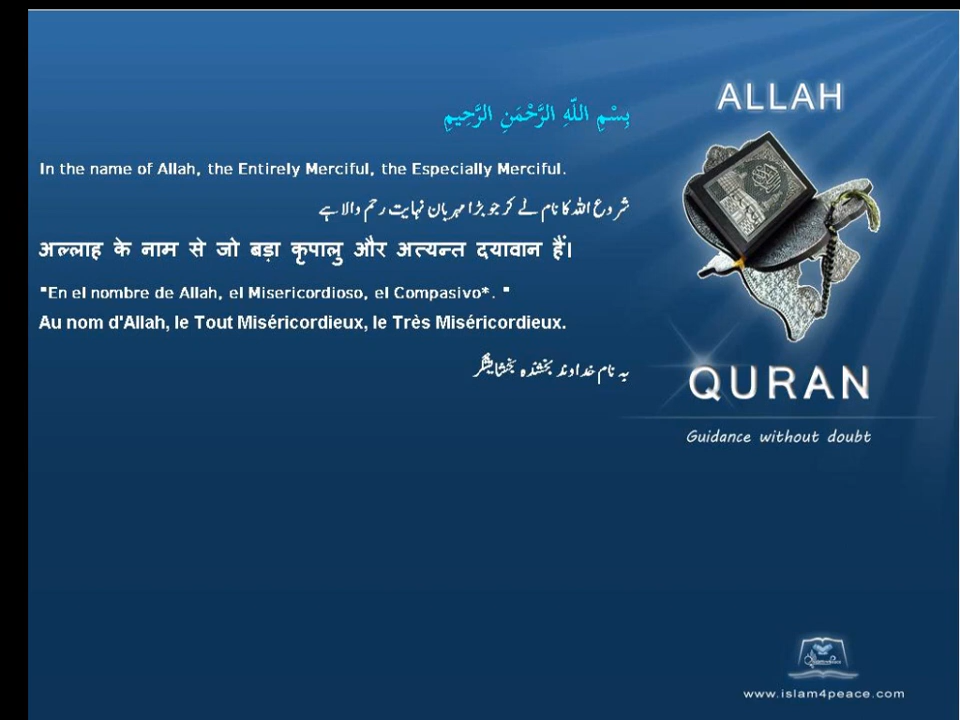 بِسْمِ اللّهِ الرَّحْمَنِ الرَّحِيمِ
In the name of Allah, the Entirely Merciful, the Especially Merciful.
شروع الله کا نام لے کر جو بڑا مہربان نہایت رحم والا ہے
अल्लाह के नाम से जो बड़ा कृपालु और अत्यन्त दयावान हैं।
"En el nombre de Allah, el Misericordioso, el Compasivo*. "
Au nom d'Allah, le Tout Miséricordieux, le Très Miséricordieux.
به نام خداوند بخشنده بخشایشگر
ALLAH
QURAN
Guidance without doubt
www.islam4peace.com